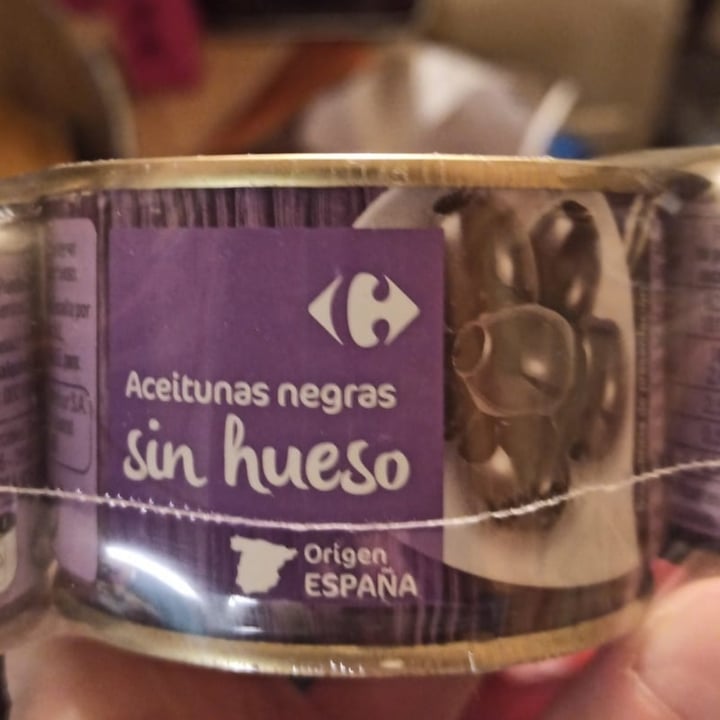 Aceitunas negras
sin hueso
Origen
ESPAÑA